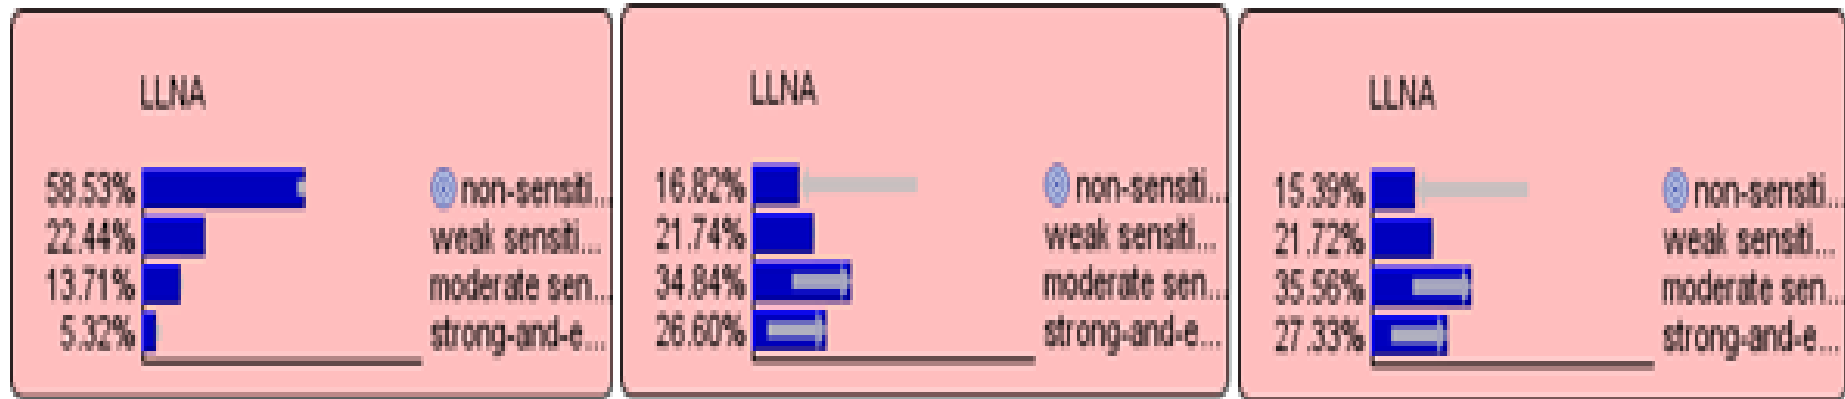 LLNA
58.53% non-sensiti...
22.44% weak sensiti...
13.71% moderate sen...
5.32% strong-and-e...
LLNA
16.82% non-sensiti...
21.74% weak sensiti...
34.84% moderate sen...
26.60% strong-and-e...
LLNA
15.39% non-sensiti...
21.72% weak sensiti...
35.56% moderate sen...
27.33% strong-and-e...